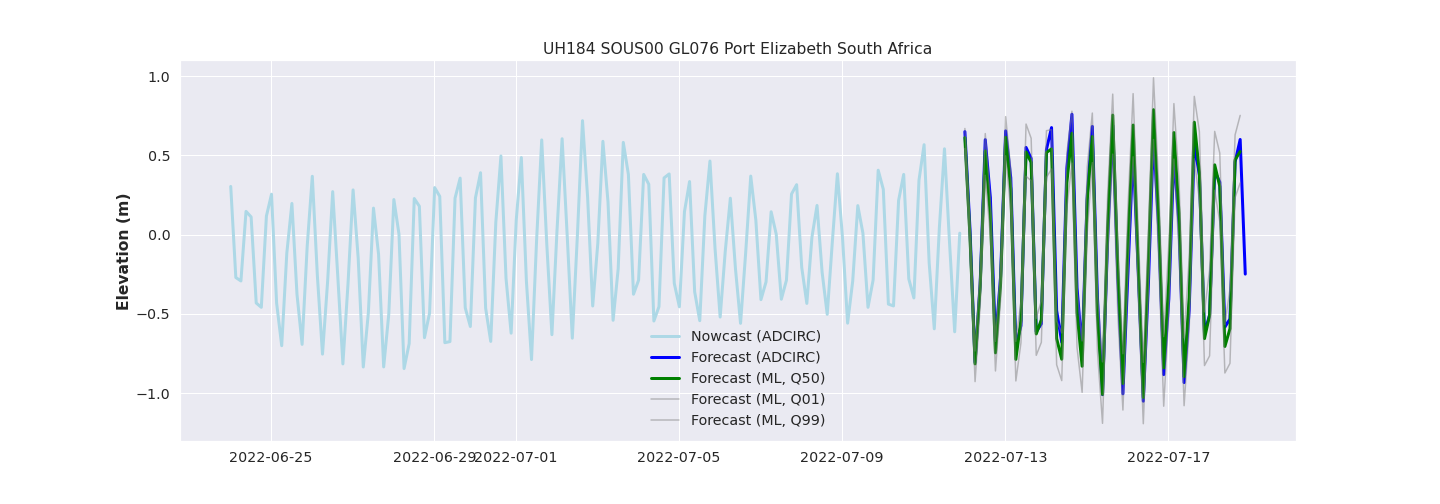 UH184 SOUS00 GL076 Port Elizabeth South Africa
Elevation (m)
1.0
0.5
0.0
−0.5
−1.0
Nowcast (ADCIRC)
Forecast (ADCIRC)
Forecast (ML, Q50)
Forecast (ML, Q01)
Forecast (ML, Q99)
2022-06-25 2022-06-29 2022-07-01 2022-07-05 2022-07-09 2022-07-13 2022-07-17